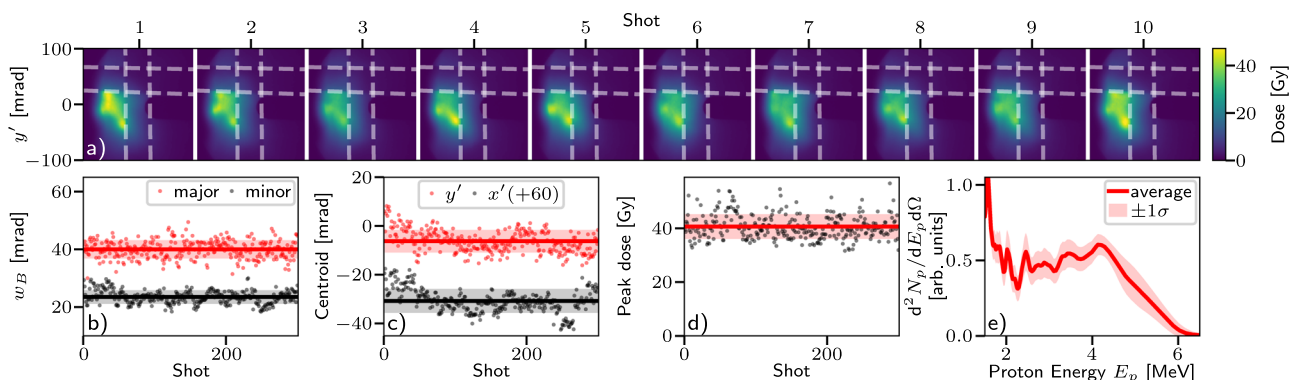 Shot
1 2 3 4 5 6 7 8 9 10
y′ [mrad]
100
0
−100
a)
Dose [Gy]
40
20
0
w_B [mrad]
60
40
20
major minor
b)
0 200
Shot
Centroid [mrad]
20
0
−20
−40
y′ x′(+60)
c)
0 200
Shot
Peak dose [Gy]
40
20
0
d)
0 200
Shot
d²N_p/dE_pdΩ
[arb. units]
1.0
0.5
0.0
average
±1σ
e)
2 4 6
Proton Energy E_p [MeV]